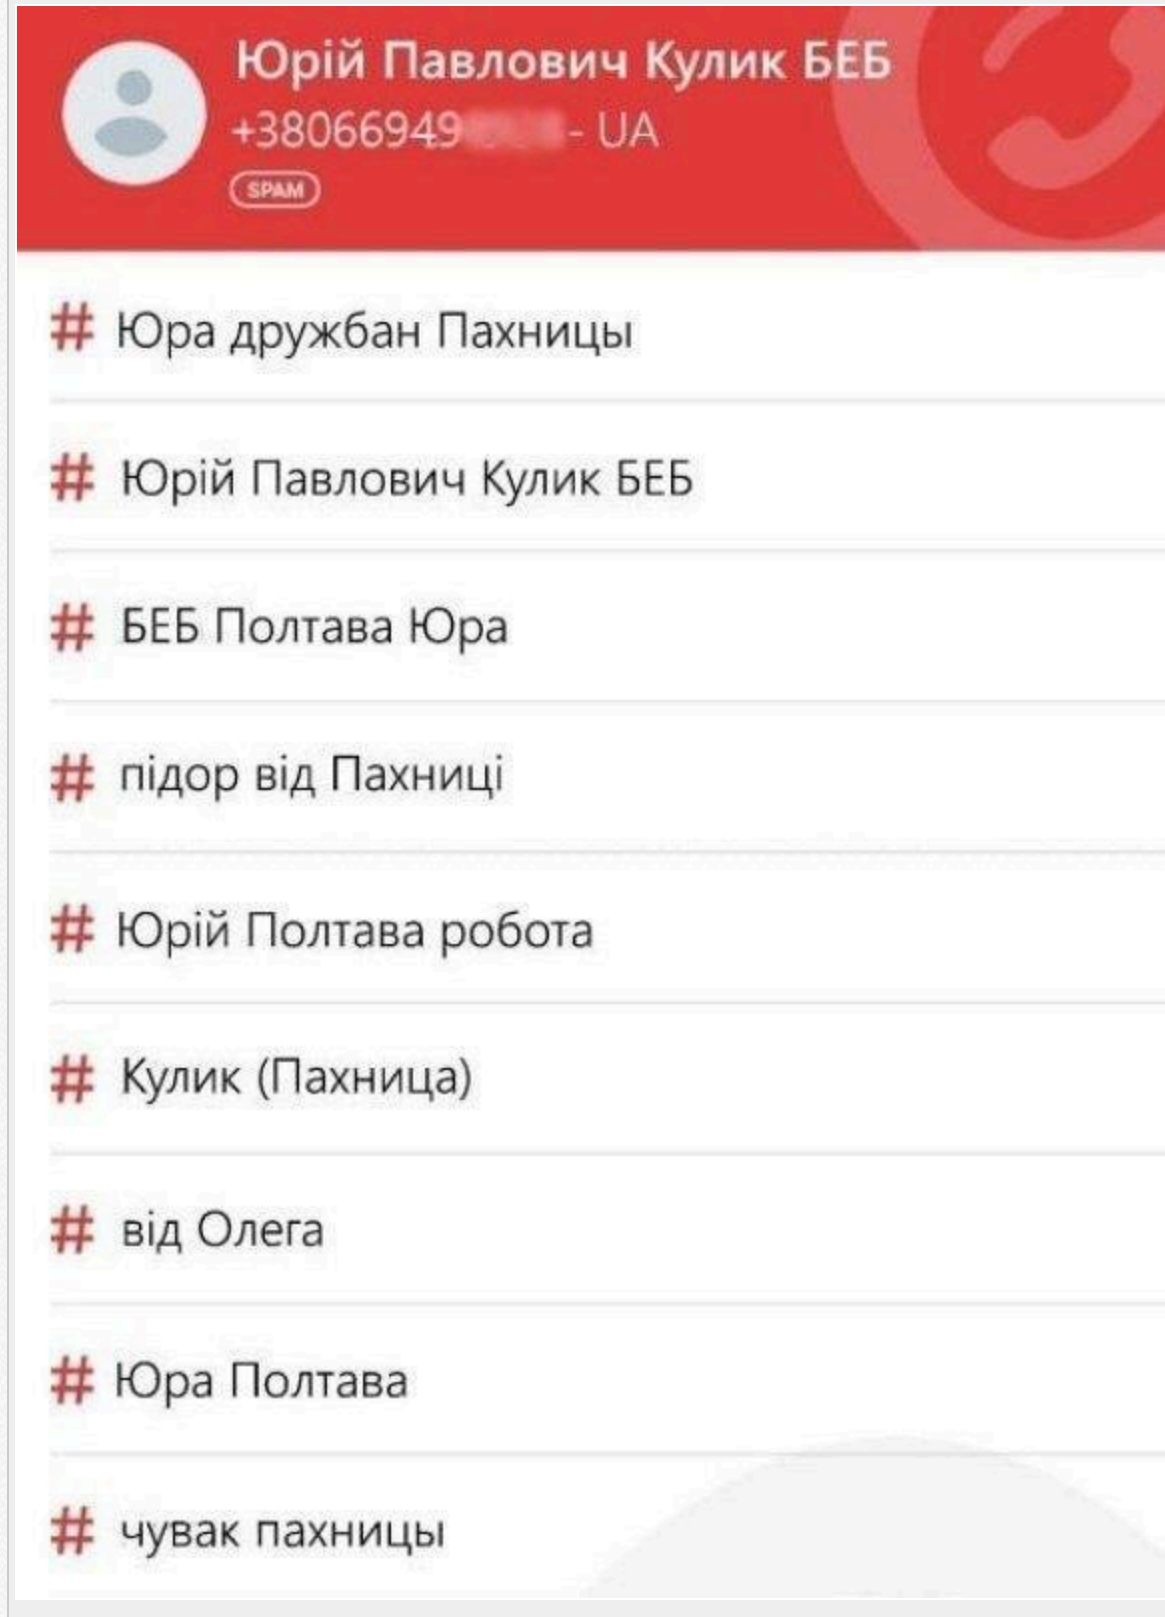 Юрій Павлович Кулик БЕБ
+38066949 - UA
SPAM
# Юра дружбан Пахницы
# Юрій Павлович Кулик БЕБ
# БЕБ Полтава Юра
# підор від Пахниці
# Юрій Полтава робота
# Кулик (Пахница)
# від Олега
# Юра Полтава
# чувак пахницы